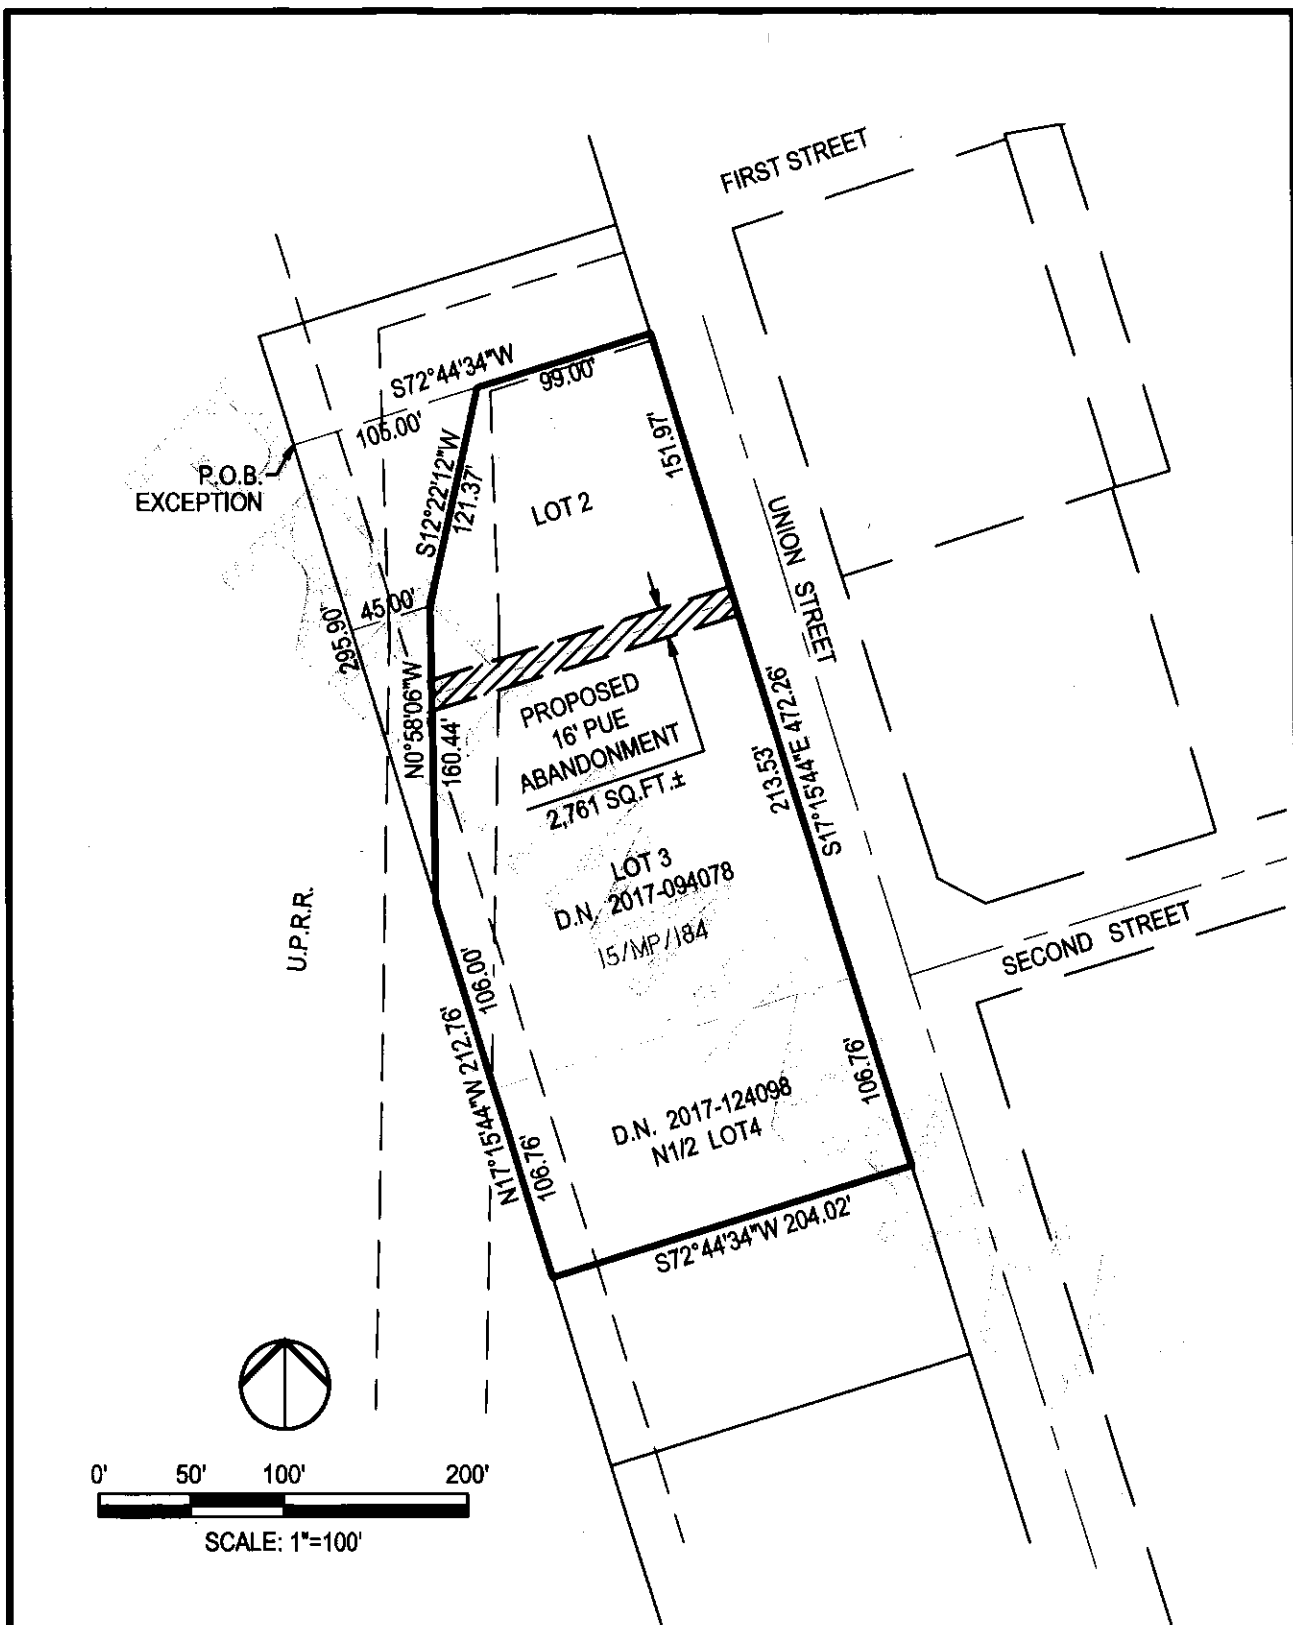 FIRST STREET
S72°44'34"W
99.00'
105.00'
P.O.B.
EXCEPTION
S12°22'12"W
121.37'
151.97'
LOT 2
UNION STREET
45.00'
295.90'
N0°58'06"W
160.44'
PROPOSED
16' PUE
ABANDONMENT
2,761 SQ.FT.±
213.53'
S17°15'44"E 472.26'
LOT 3
D.N. 2017-094078
15/MP/184
U.P.R.R.
SECOND STREET
106.00'
N17°15'44"W 212.76'
106.76'
106.76'
D.N. 2017-124098
N1/2 LOT4
S72°44'34"W 204.02'
0' 50' 100' 200'
SCALE: 1"=100'